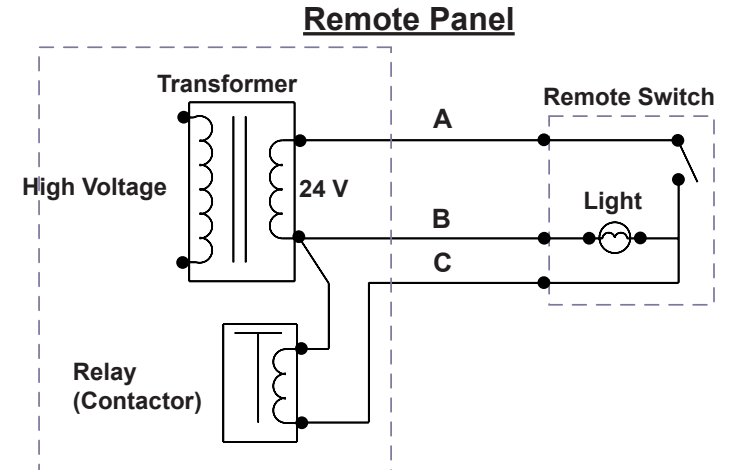 Remote Panel
Transformer
Remote Switch
A
High Voltage
24 V
Light
B
C
Relay
(Contactor)